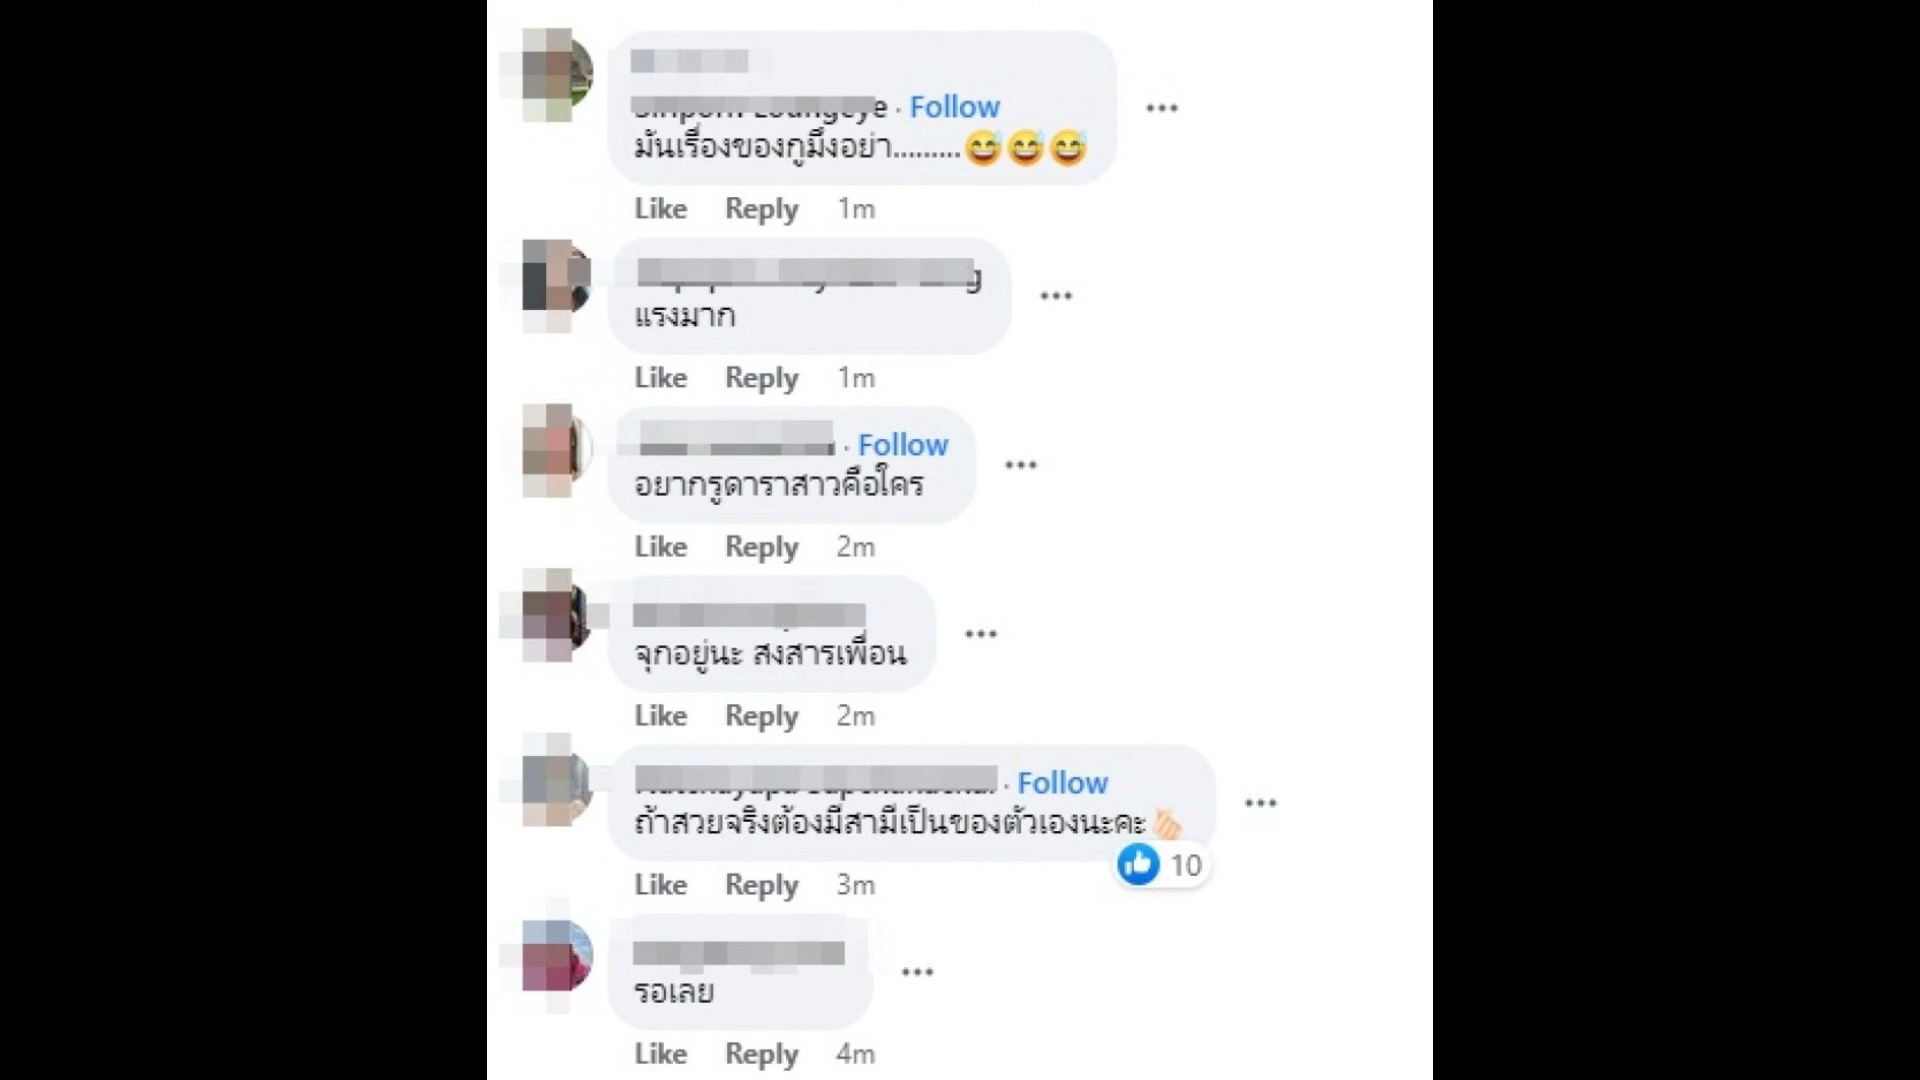 · Follow
มันเรื่องของกูมึงอย่า.........😅😅😅
Like Reply 1m
แรงมาก
Like Reply 1m
· Follow
อยากรูดาราสาวคือใคร
Like Reply 2m
จุกอยู่นะ สงสารเพื่อน
Like Reply 2m
· Follow
ถ้าสวยจริงต้องมีสามีเป็นของตัวเองนะคะ🫰🏻
10
Like Reply 3m
รอเลย
Like Reply 4m